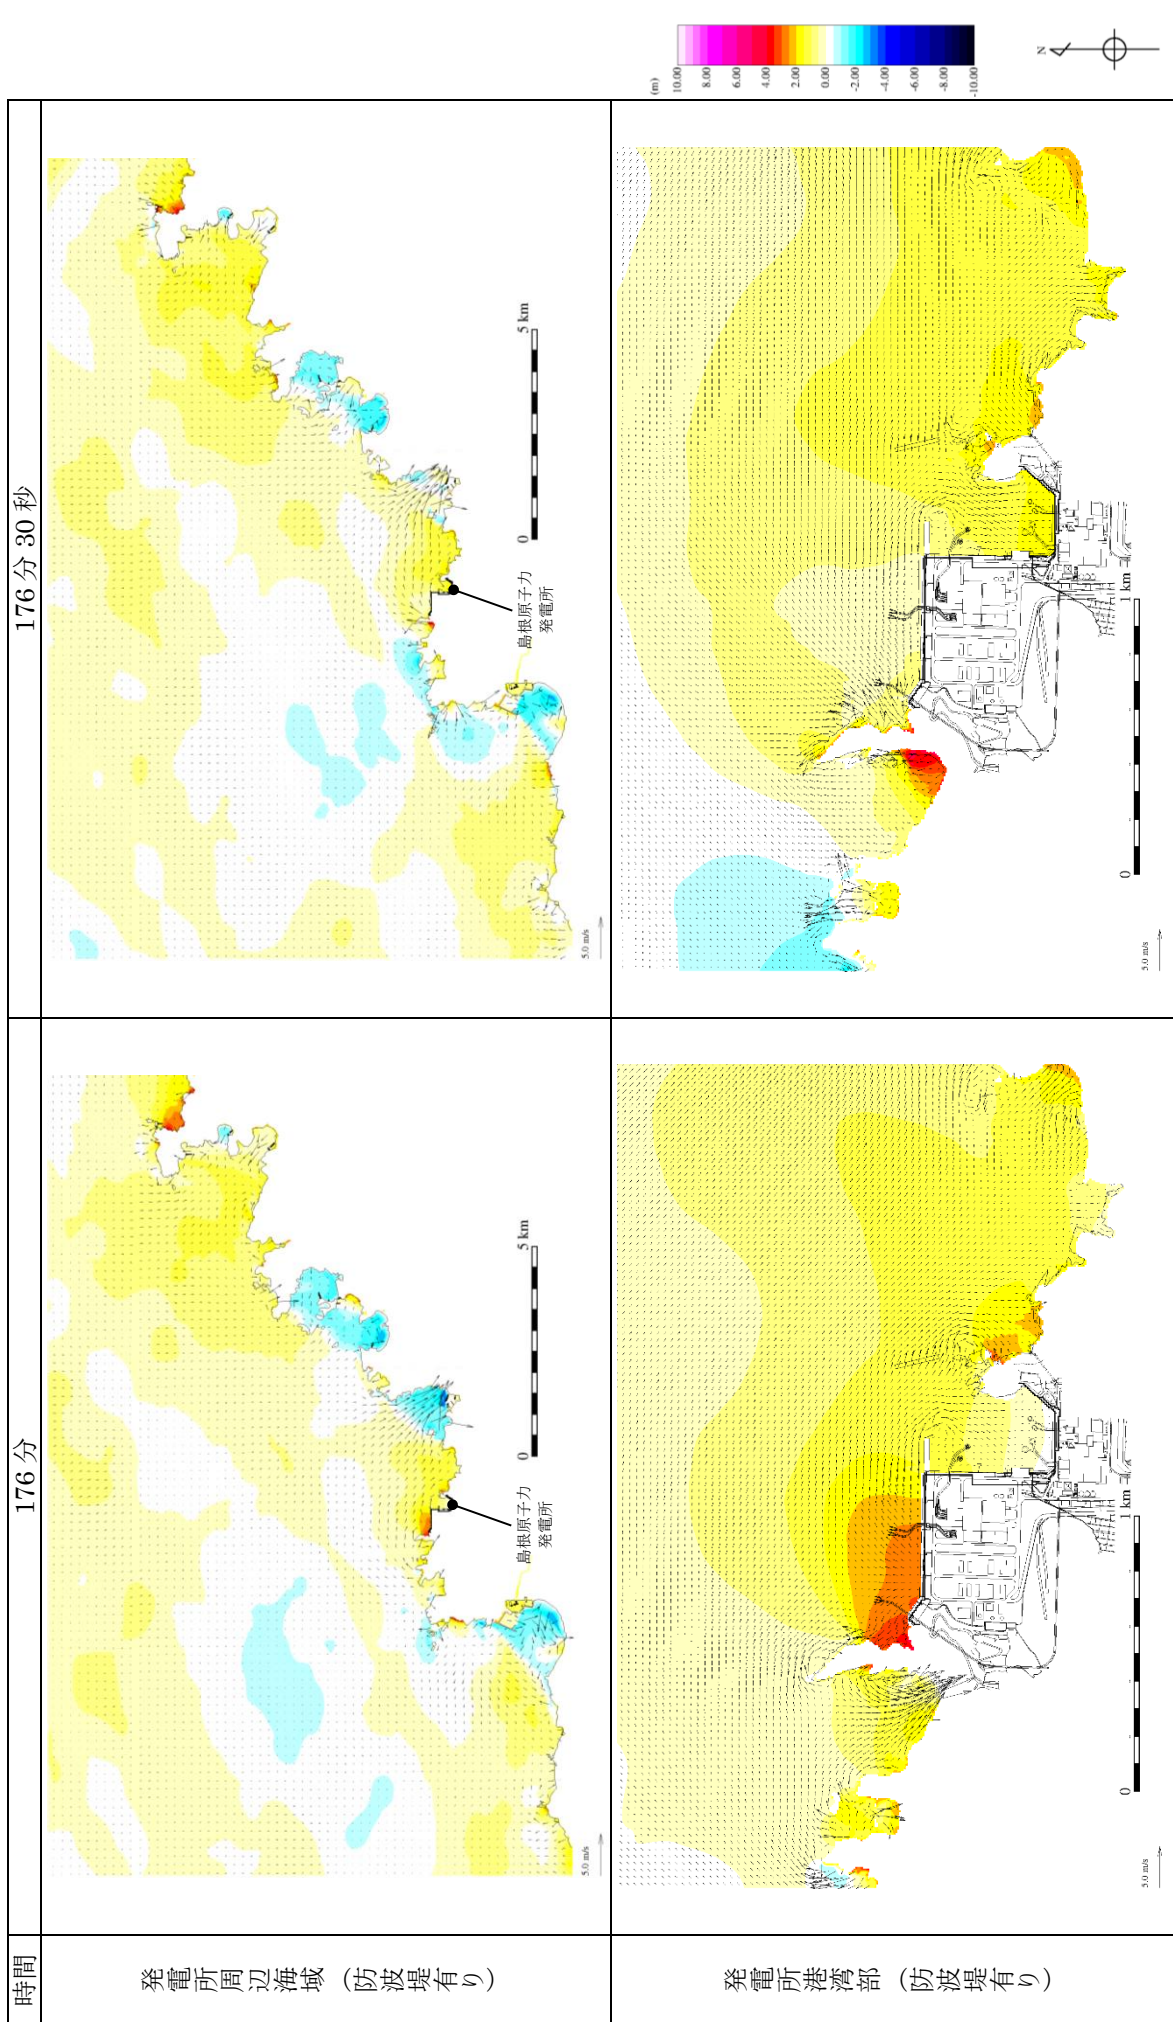 時間
176分
176分30秒
発電所周辺海域（防波堤有り）
島根原子力
発電所
0
5 km
5.0 m/s
島根原子力
発電所
0
5 km
5.0 m/s
発電所港湾部（防波堤有り）
0
1 km
5.0 m/s
0
1 km
5.0 m/s
(m)
10.00
8.00
6.00
4.00
2.00
0.00
-2.00
-4.00
-6.00
-8.00
-10.00
N